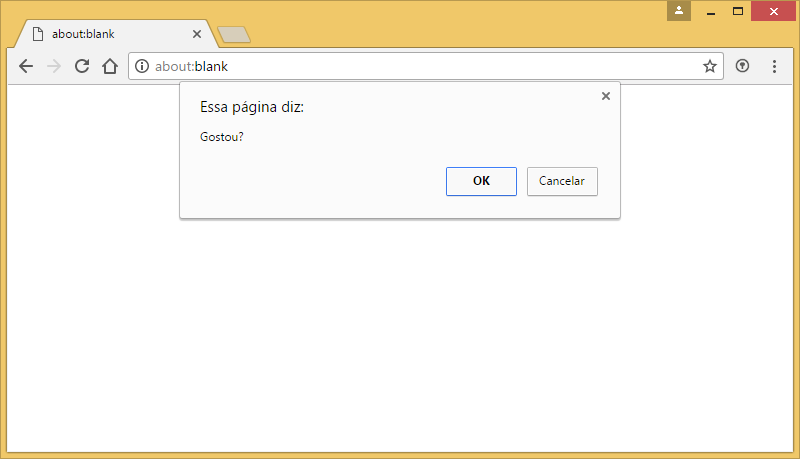 about:blank
about:blank
Essa página diz:
Gostou?
OK
Cancelar